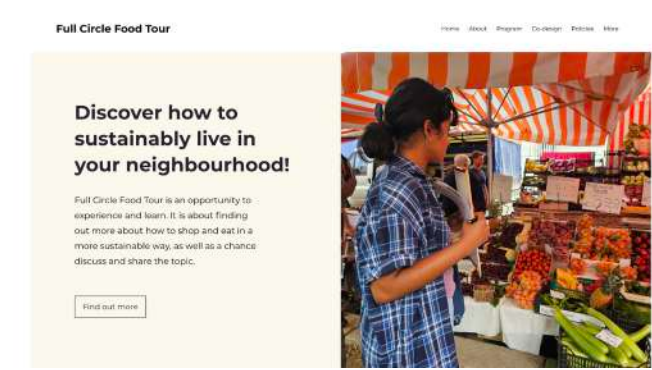 Full Circle Food Tour
Home About Program Co-design Policies More
Discover how to
sustainably live in
your neighbourhood!
Full Circle Food Tour is an opportunity to
experience and learn. It is about finding
out more about how to shop and eat in a
more sustainable way, as well as a chance
discuss and share the topic.
Find out more